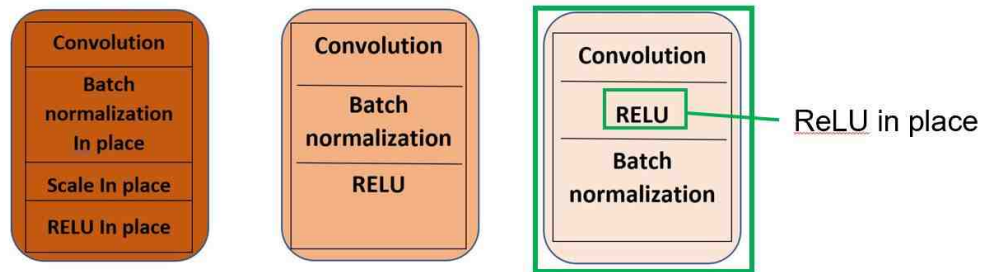 Convolution
Batch
normalization
In place
Scale In place
RELU In place
Convolution
Batch
normalization
RELU
Convolution
RELU
Batch
normalization
ReLU in place